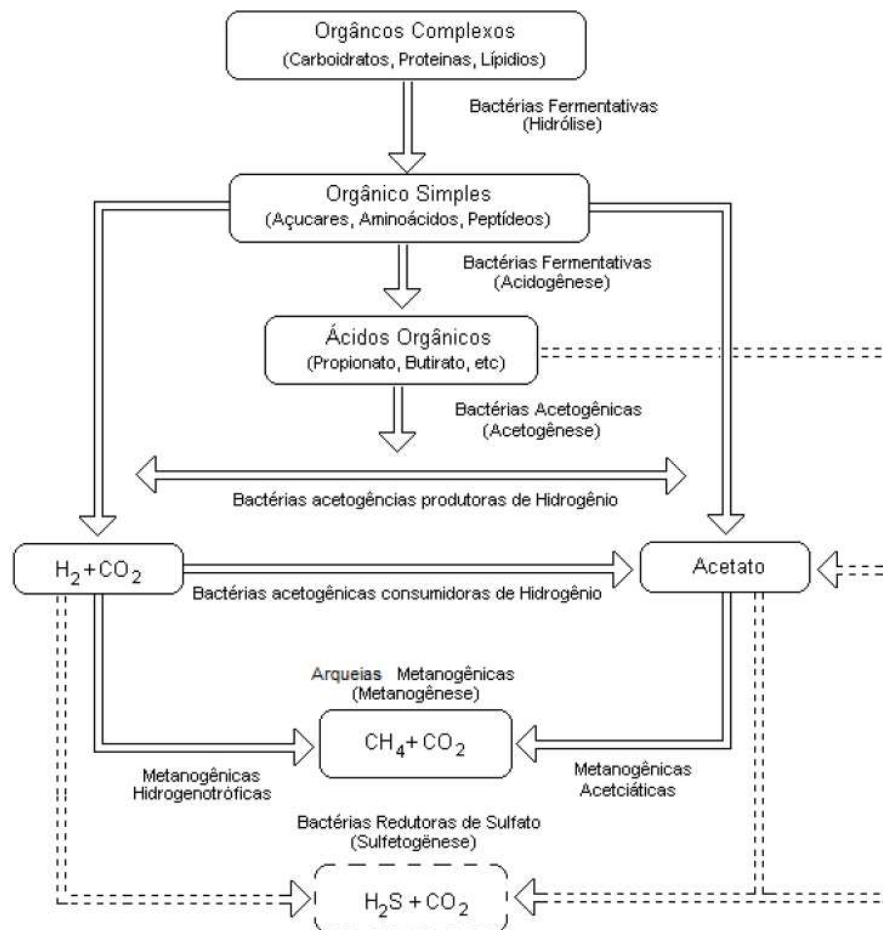 Orgâncos Complexos
(Carboidratos, Proteinas, Lípidios)
Bactérias Fermentativas
(Hidrólise)
Orgânico Simples
(Açucares, Aminoácidos, Peptídeos)
Bactérias Fermentativas
(Acidogênese)
Ácidos Orgânicos
(Propionato, Butirato, etc)
Bactérias Acetogênicas
(Acetogênese)
Bactérias acetogências produtoras de Hidrogênio
H₂+CO₂
Acetato
Bactérias acetogênicas consumidoras de Hidrogênio
Arqueias Metanogênicas
(Metanogênese)
CH₄+CO₂
Metanogênicas
Hidrogenotróficas
Metanogênicas
Acetciáticas
Bactérias Redutoras de Sulfato
(Sulfetogënese)
H₂S+CO₂